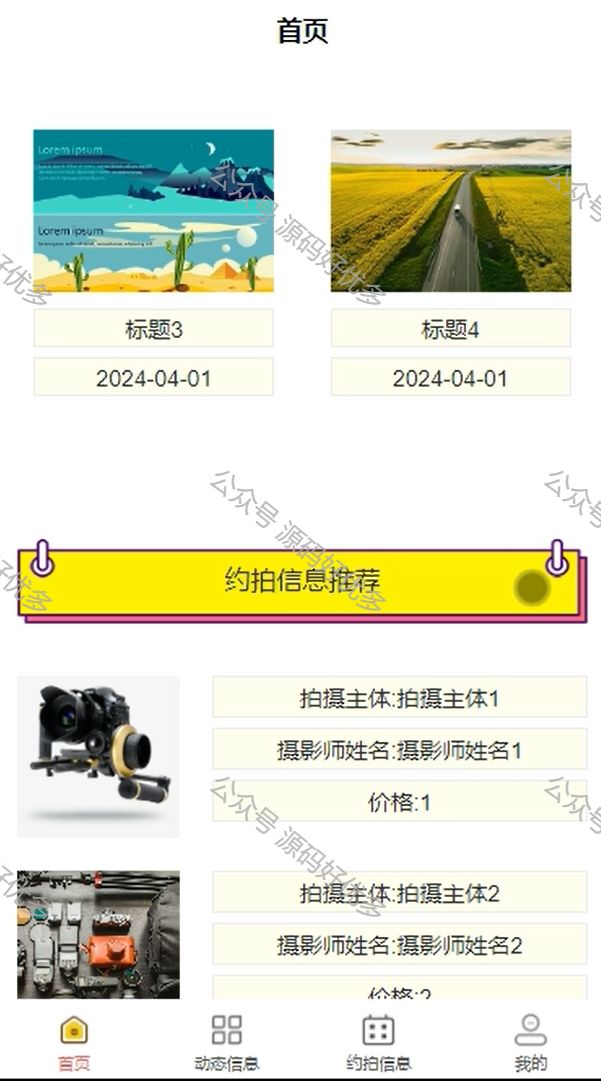 首页
Lorem ipsum
Lorem ipsum
标题3
标题4
2024-04-01
2024-04-01
约拍信息推荐
拍摄主体:拍摄主体1
摄影师姓名:摄影师姓名1
价格:1
拍摄主体:拍摄主体2
摄影师姓名:摄影师姓名2
价格:2
首页
动态信息
约拍信息
我的
公众号 源码好优多
公众号 源码好优多
公众号 源码好优多